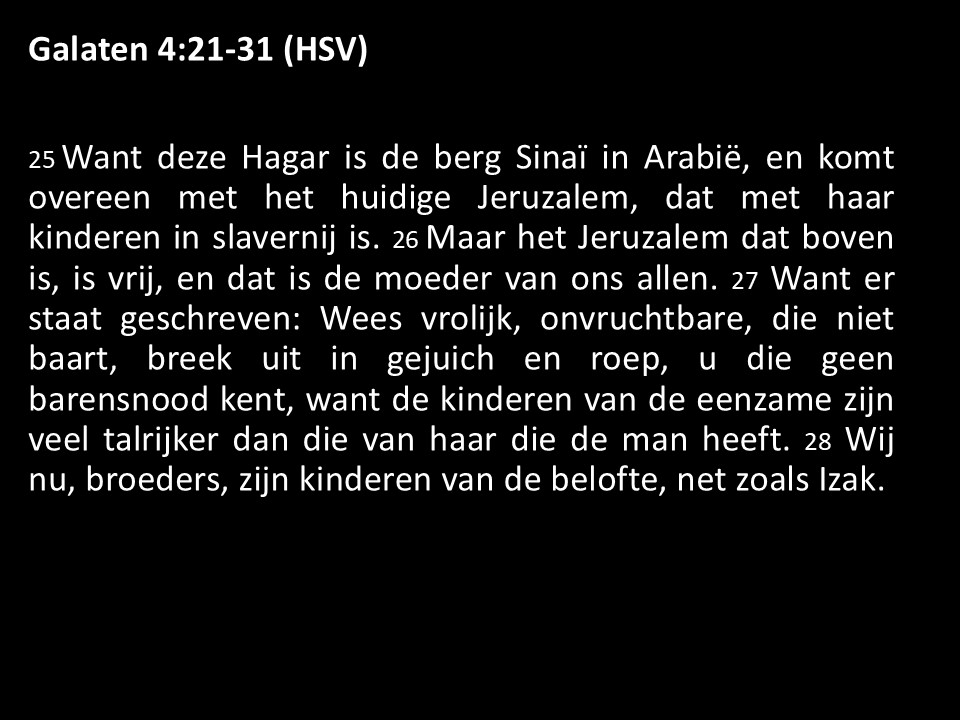 Galaten 4:21-31 (HSV)
25 Want deze Hagar is de berg Sinaï in Arabië, en komt
overeen met het huidige Jeruzalem, dat met haar
kinderen in slavernij is. 26 Maar het Jeruzalem dat boven
is, is vrij, en dat is de moeder van ons allen. 27 Want er
staat geschreven: Wees vrolijk, onvruchtbare, die niet
baart, breek uit in gejuich en roep, u die geen
barensnood kent, want de kinderen van de eenzame zijn
veel talrijker dan die van haar die de man heeft. 28 Wij
nu, broeders, zijn kinderen van de belofte, net zoals Izak.